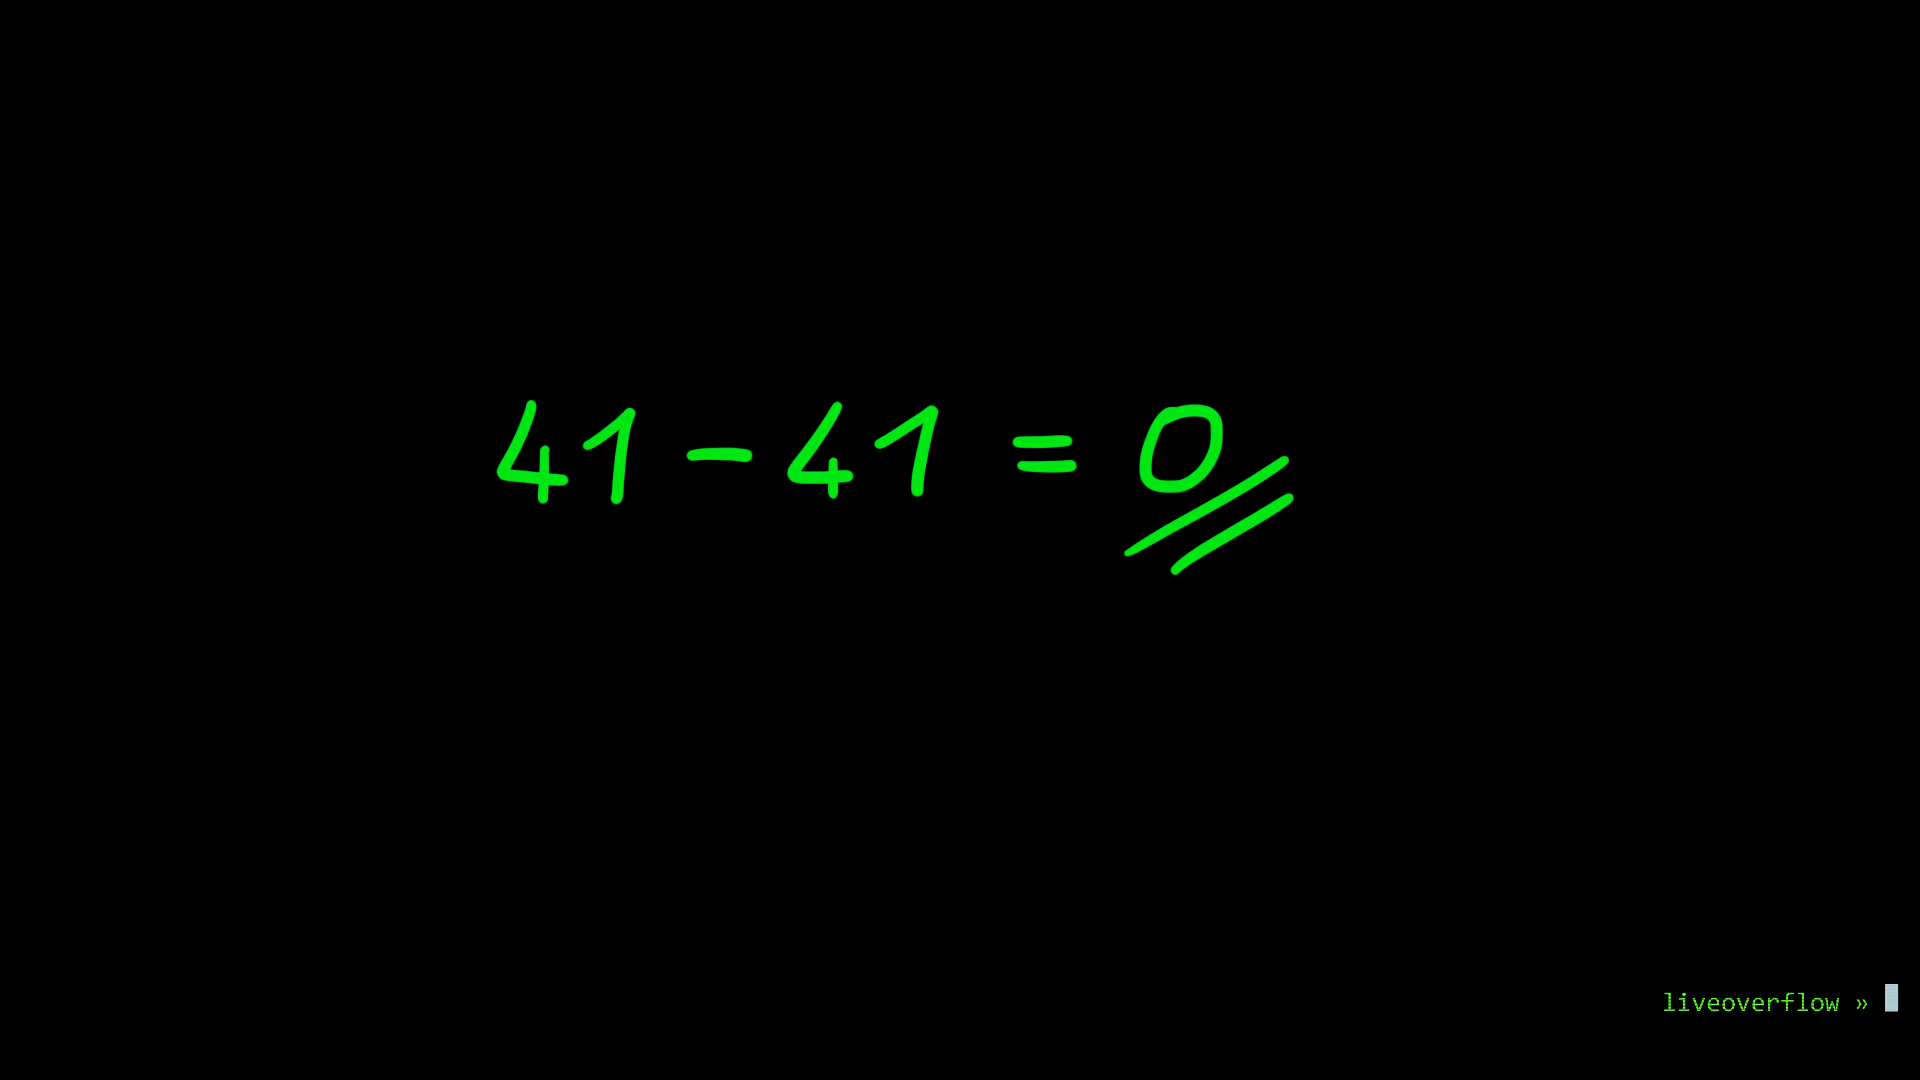 41 - 41 = 0
liveoverflow »